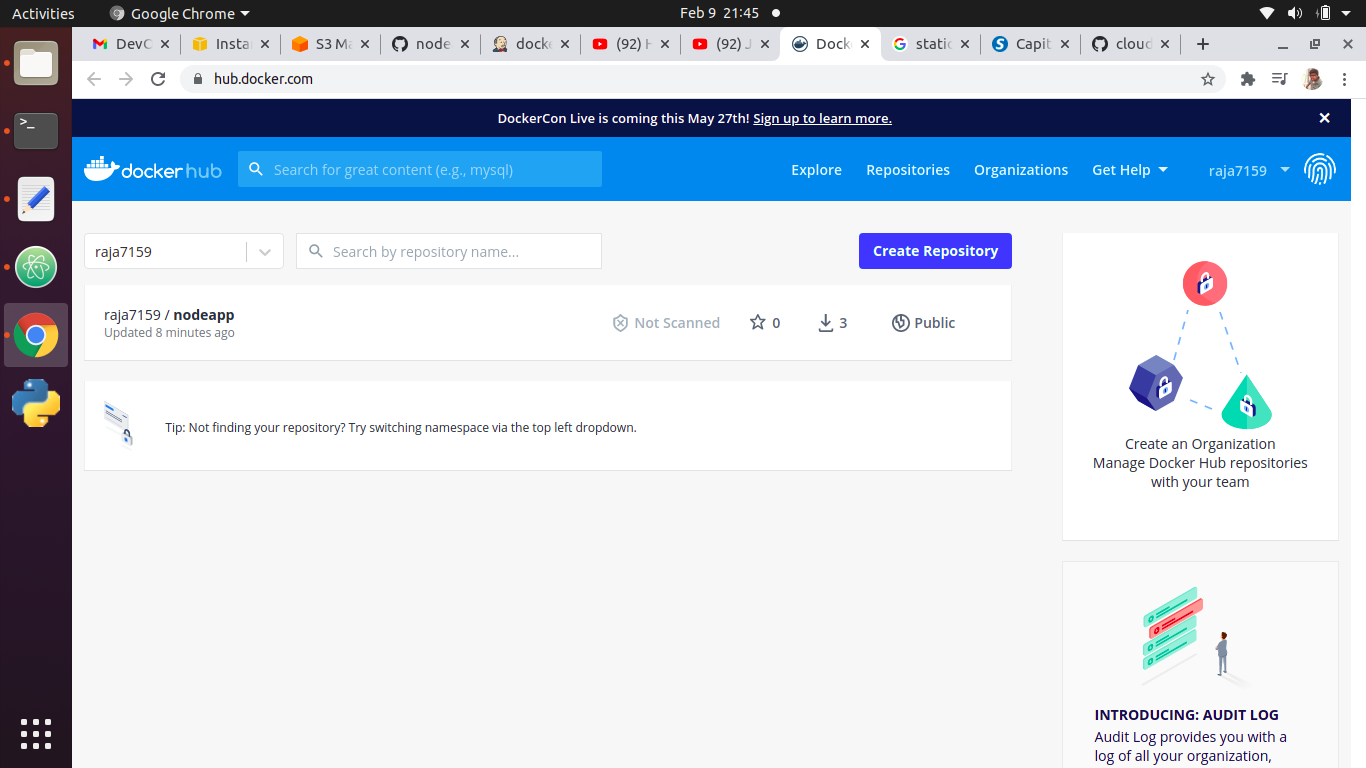 Activities
Google Chrome
Feb 9 21:45
DevC
Insta
S3 Ma
node
docke
(92) H
(92) J
Docke
static
Capit
cloud
hub.docker.com
DockerCon Live is coming this May 27th! Sign up to learn more.
dockerhub
Search for great content (e.g., mysql)
Explore
Repositories
Organizations
Get Help
raja7159
raja7159
Search by repository name...
Create Repository
raja7159 / nodeapp
Updated 8 minutes ago
Not Scanned
0
3
Public
Tip: Not finding your repository? Try switching namespace via the top left dropdown.
Create an Organization
Manage Docker Hub repositories
with your team
INTRODUCING: AUDIT LOG
Audit Log provides you with a
log of all your organization,